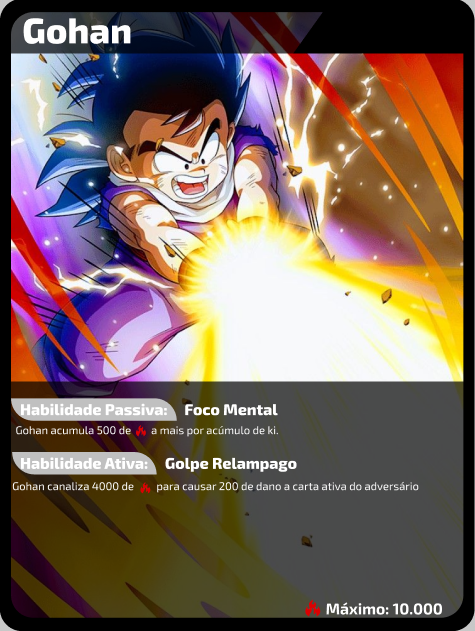 Gohan
Habilidade Passiva: Foco Mental
Gohan acumula 500 de a mais por acúmulo de ki.
Habilidade Ativa: Golpe Relampago
Gohan canaliza 4000 de para causar 200 de dano a carta ativa do adversário
Máximo: 10.000